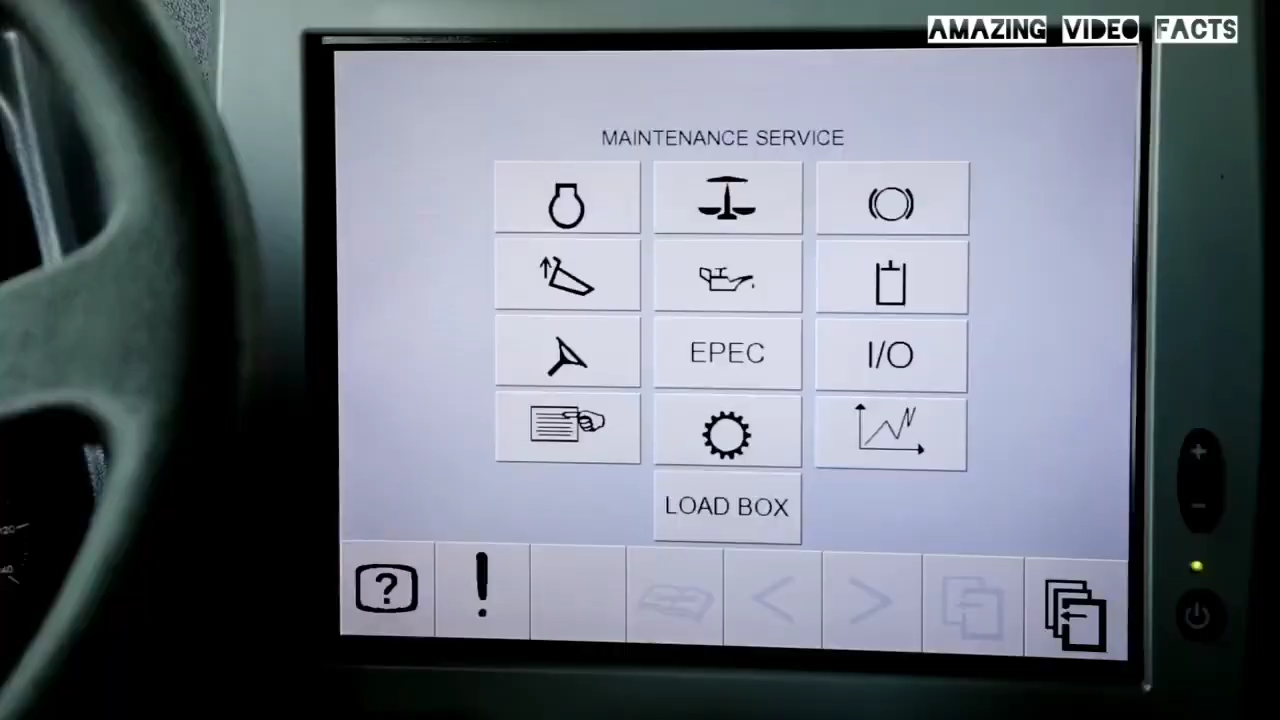 AMAZING VIDEO FACTS
MAINTENANCE SERVICE
EPEC
I/O
LOAD BOX
?
!
< >
+
-